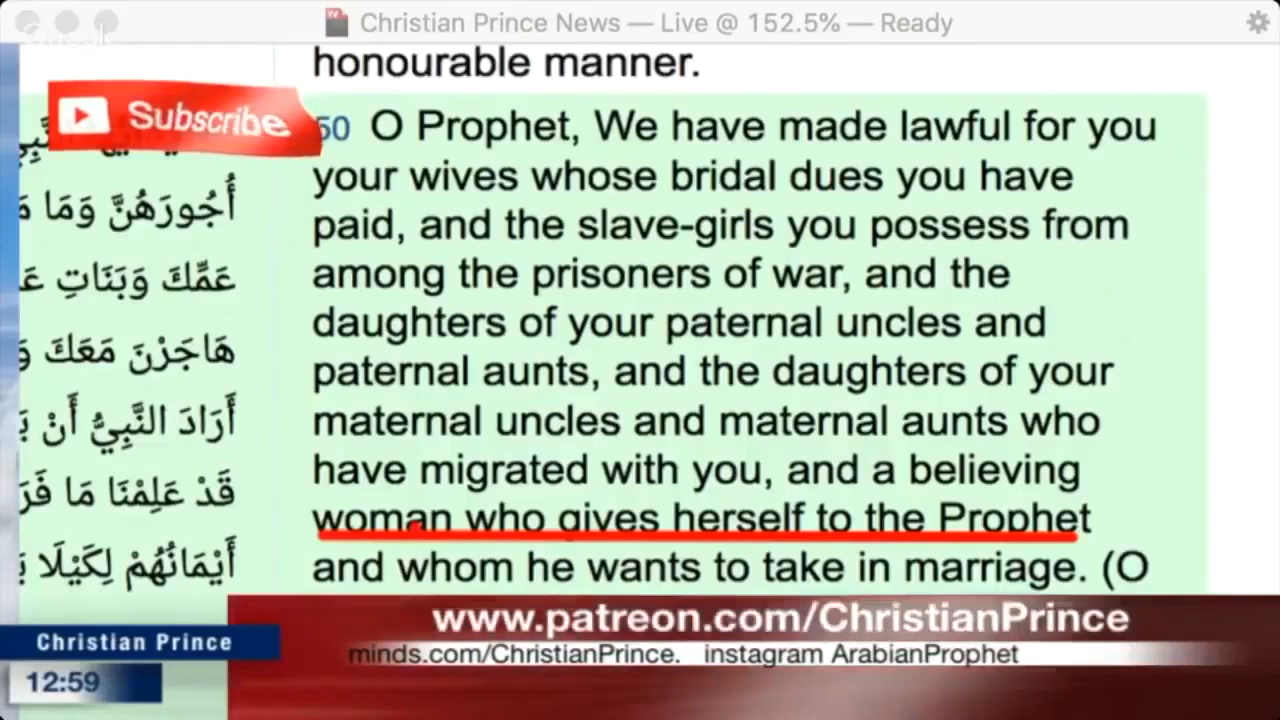 Christian Prince News — Live @ 152.5% — Ready
Google
honourable manner.
Subscribe
50 O Prophet, We have made lawful for you
your wives whose bridal dues you have
أُجُورَهُنَّ وَمَا
paid, and the slave-girls you possess from
among the prisoners of war, and the
عَمِّكَ وَبَنَاتِ
daughters of your paternal uncles and
هَاجَرْنَ مَعَكَ
paternal aunts, and the daughters of your
أَرَادَ النَّبِيُّ أَنْ
maternal uncles and maternal aunts who
have migrated with you, and a believing
قَدْ عَلِمْنَا مَا
woman who gives herself to the Prophet
أَيْمَانُهُمْ لِكَيْلَا
and whom he wants to take in marriage. (O
www.patreon.com/ChristianPrince
Christian Prince
minds.com/ChristianPrince. instagram ArabianProphet
12:59